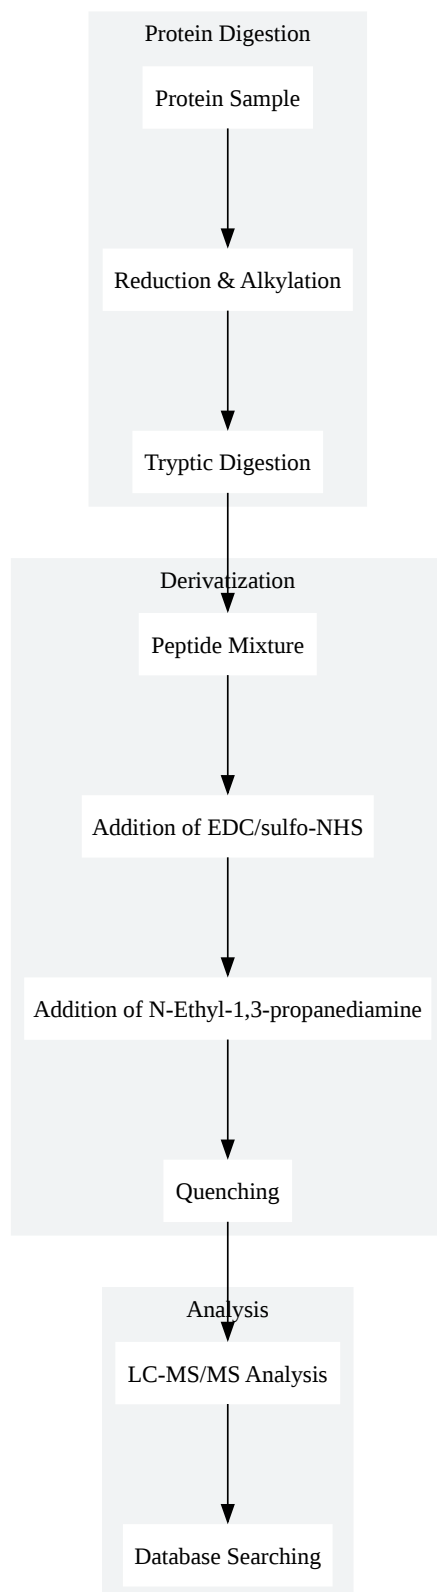 Protein Digestion
Protein Sample
Reduction & Alkylation
Tryptic Digestion
Derivatization
Peptide Mixture
Addition of EDC/sulfo-NHS
Addition of N-Ethyl-1,3-propanediamine
Quenching
Analysis
LC-MS/MS Analysis
Database Searching